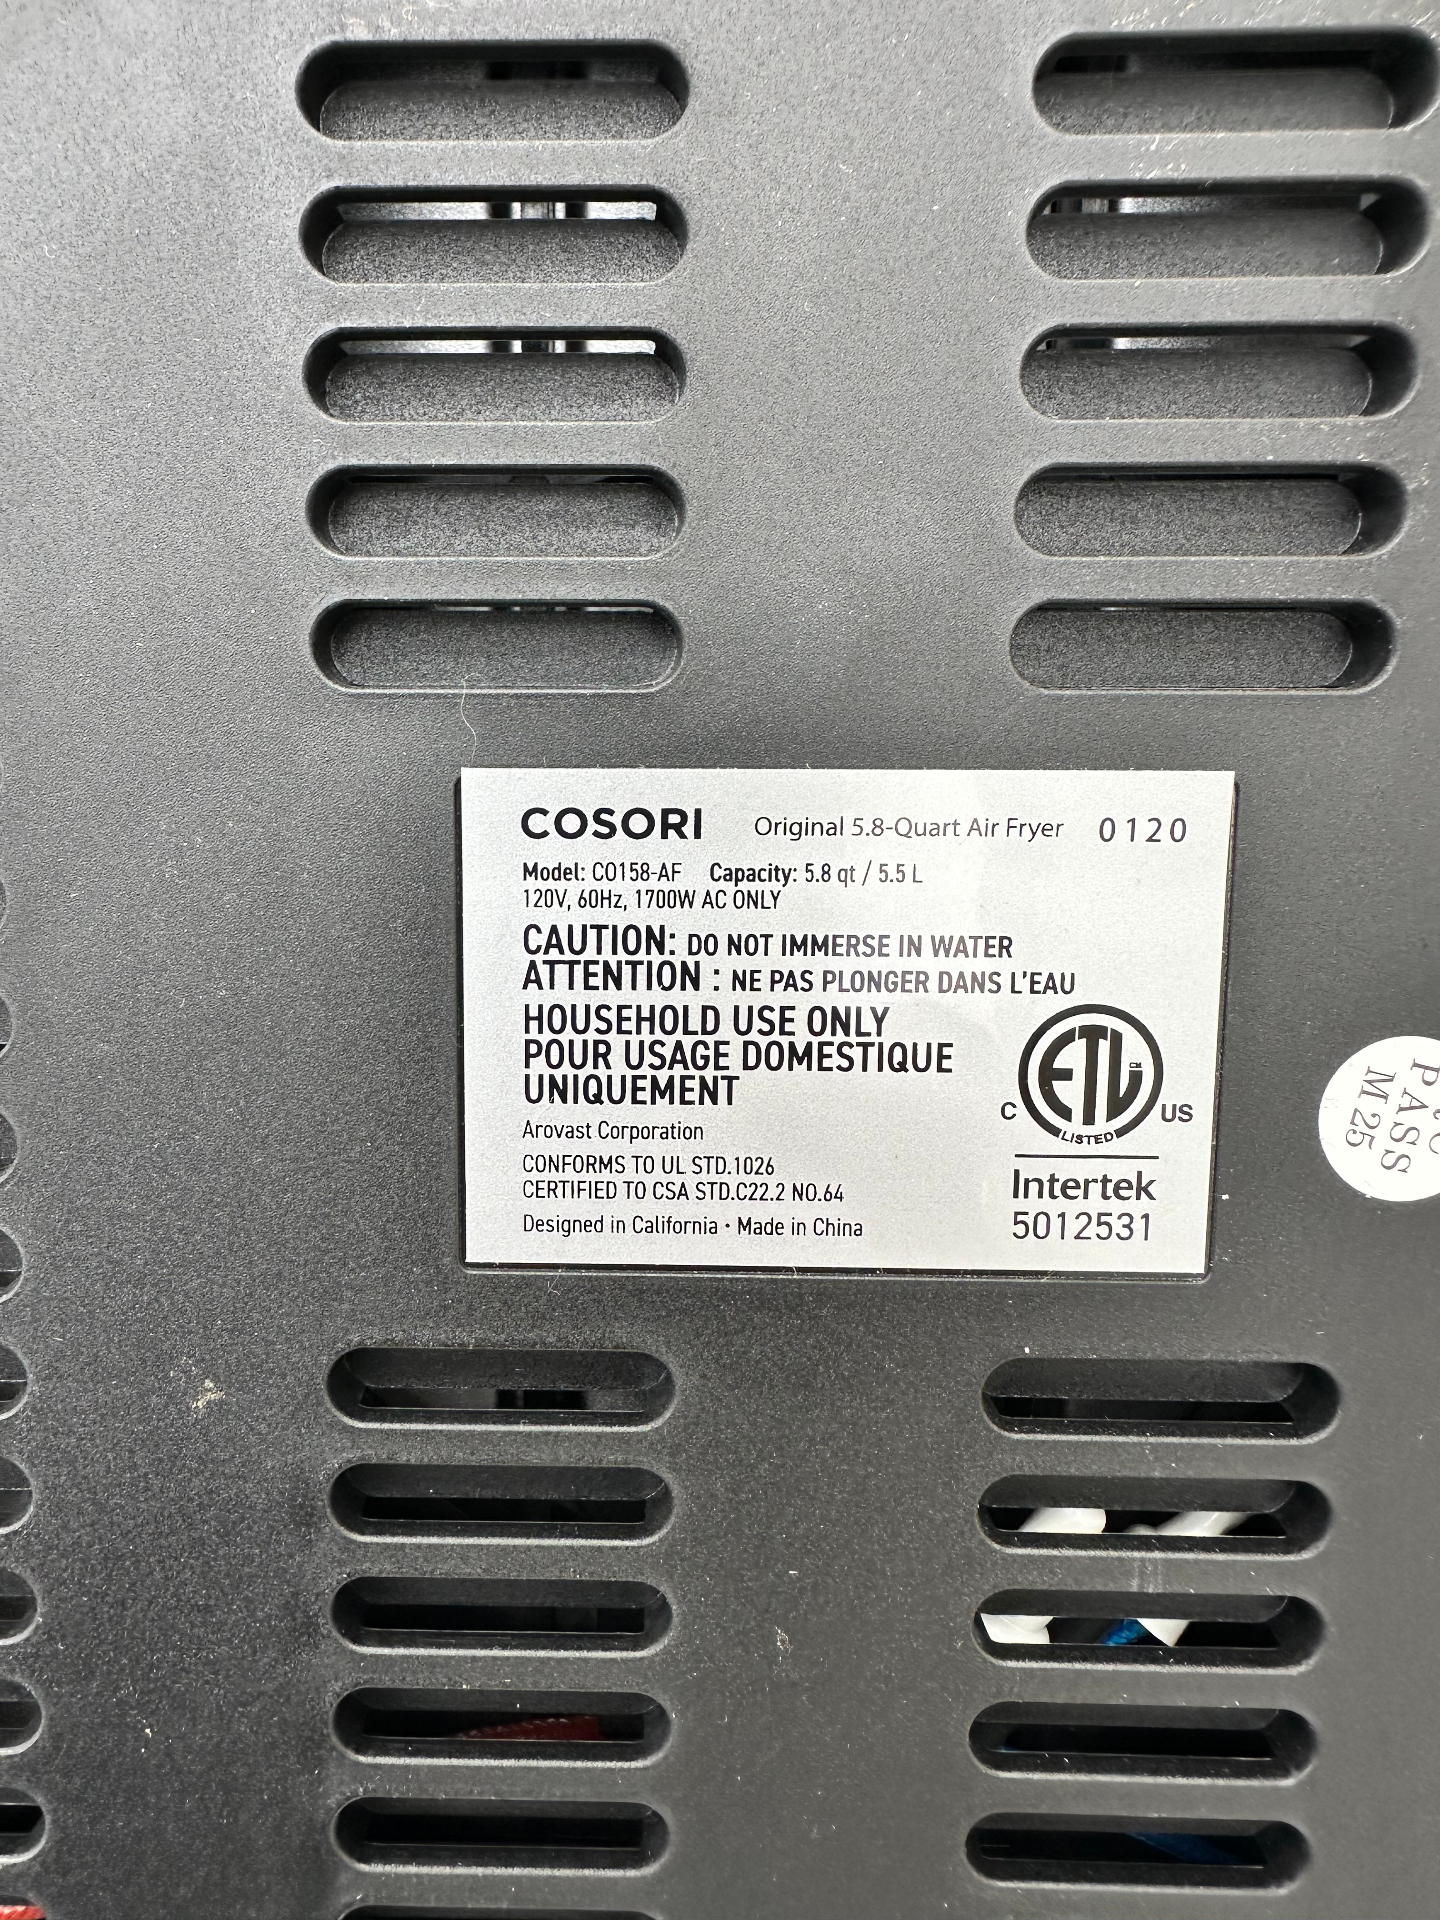 COSORI Original 5.8-Quart Air Fryer 0120
Model: CO158-AF Capacity: 5.8 qt / 5.5 L
120V, 60Hz, 1700W AC ONLY
CAUTION: DO NOT IMMERSE IN WATER
ATTENTION : NE PAS PLONGER DANS L'EAU
HOUSEHOLD USE ONLY
POUR USAGE DOMESTIQUE
UNIQUEMENT
Arovast Corporation
CONFORMS TO UL STD.1026
CERTIFIED TO CSA STD.C22.2 NO.64
Designed in California · Made in China
ETL CM
C US
LISTED
Intertek
5012531
PASS
M25